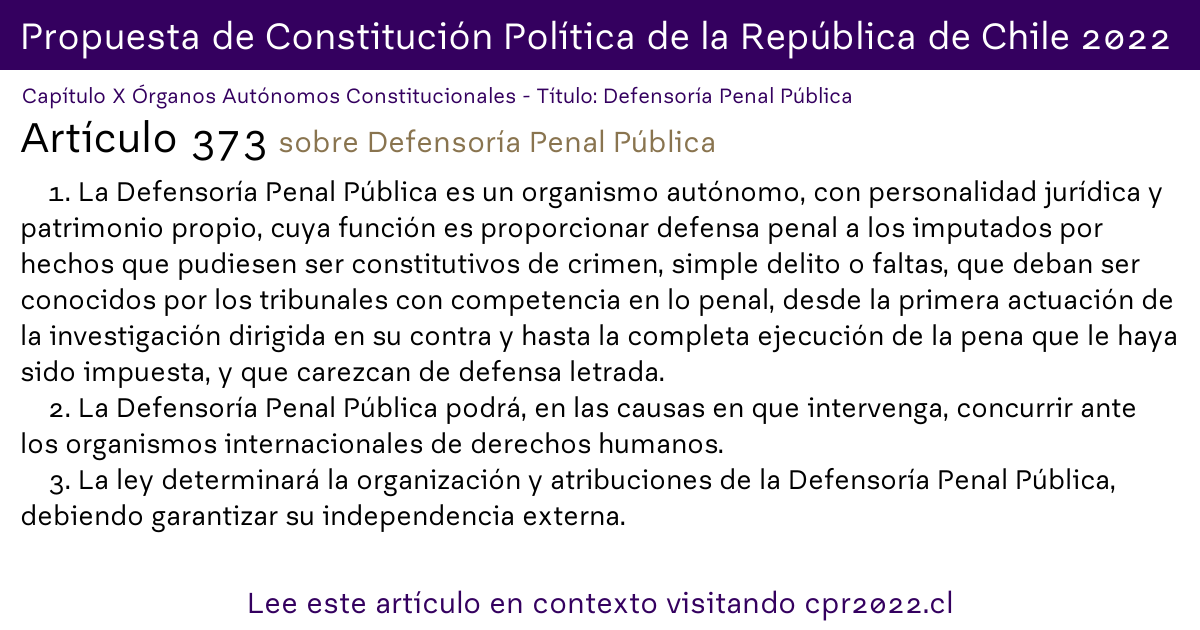 Propuesta de Constitución Política de la República de Chile 2022
Capítulo X Órganos Autónomos Constitucionales - Título: Defensoría Penal Pública
Artículo 373 sobre Defensoría Penal Pública
1. La Defensoría Penal Pública es un organismo autónomo, con personalidad jurídica y
patrimonio propio, cuya función es proporcionar defensa penal a los imputados por
hechos que pudiesen ser constitutivos de crimen, simple delito o faltas, que deban ser
conocidos por los tribunales con competencia en lo penal, desde la primera actuación de
la investigación dirigida en su contra y hasta la completa ejecución de la pena que le haya
sido impuesta, y que carezcan de defensa letrada.
2. La Defensoría Penal Pública podrá, en las causas en que intervenga, concurrir ante
los organismos internacionales de derechos humanos.
3. La ley determinará la organización y atribuciones de la Defensoría Penal Pública,
debiendo garantizar su independencia externa.
Lee este artículo en contexto visitando cpr2022.cl